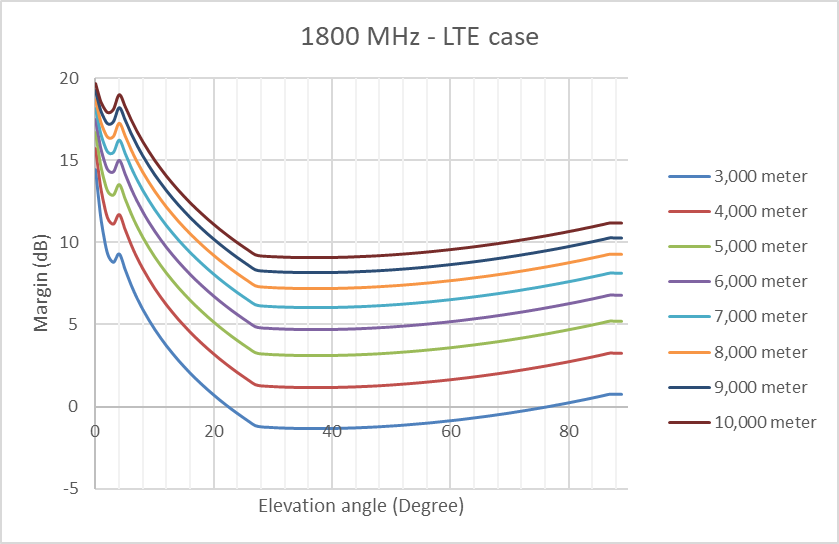 1800 MHz - LTE case
20
15
10
5
0
-5
0 20 40 60 80
Margin (dB)
Elevation angle (Degree)
3,000 meter
4,000 meter
5,000 meter
6,000 meter
7,000 meter
8,000 meter
9,000 meter
10,000 meter